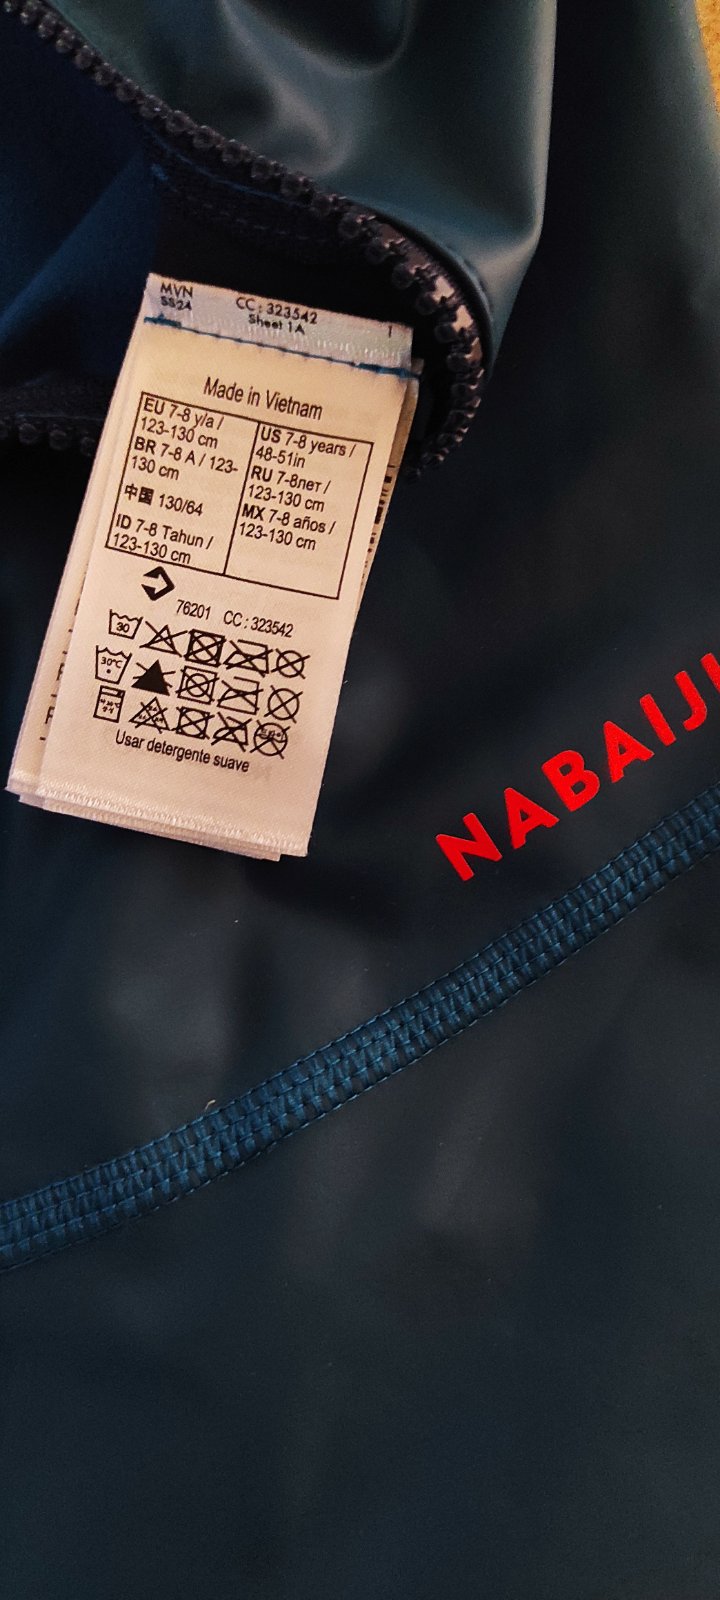 MVN
SS24
CC : 323542
Sheet 1A
1
Made in Vietnam
EU 7-8 y/a /
123-130 cm
BR 7-8 A / 123-
130 cm
中国 130/64
ID 7-8 Tahun /
123-130 cm
US 7-8 years /
48-51in
RU 7-8лет /
123-130 cm
MX 7-8 años /
123-130 cm
76201 CC : 323542
30
30°C
Usar detergente suave
NABAIJI